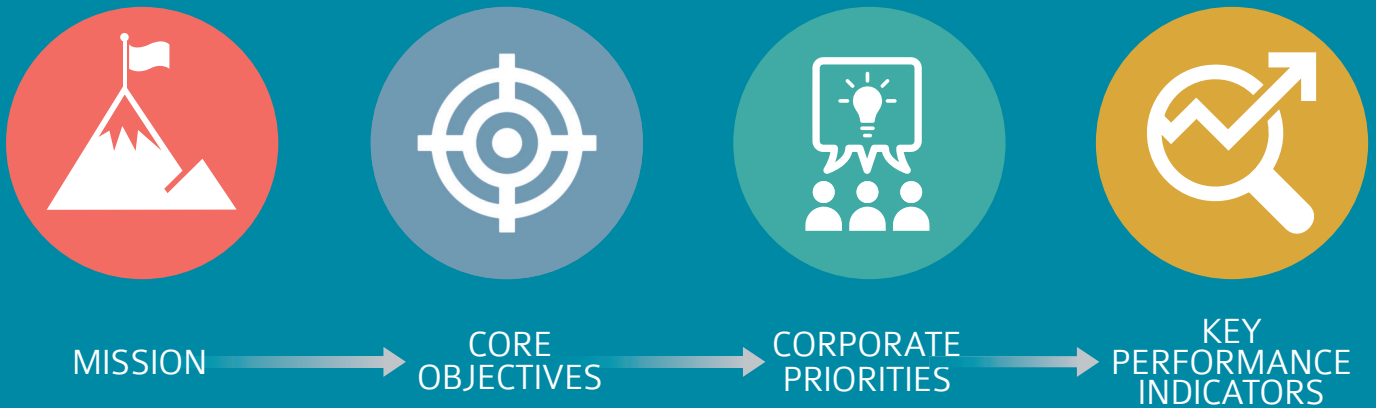 MISSION
CORE
OBJECTIVES
CORPORATE
PRIORITIES
KEY
PERFORMANCE
INDICATORS